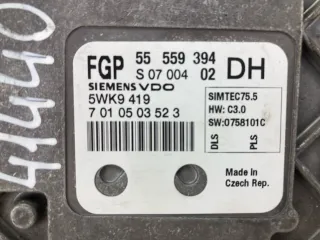 41440
FGP 55 559 394 DH
S 07 004 02
SIEMENS VDO
5WK9 419
7 01 05 03 52 3
SIMTEC75.5
HW: C3.0
SW:0758101C
DLS
PLS
Made in
Czech Rep.